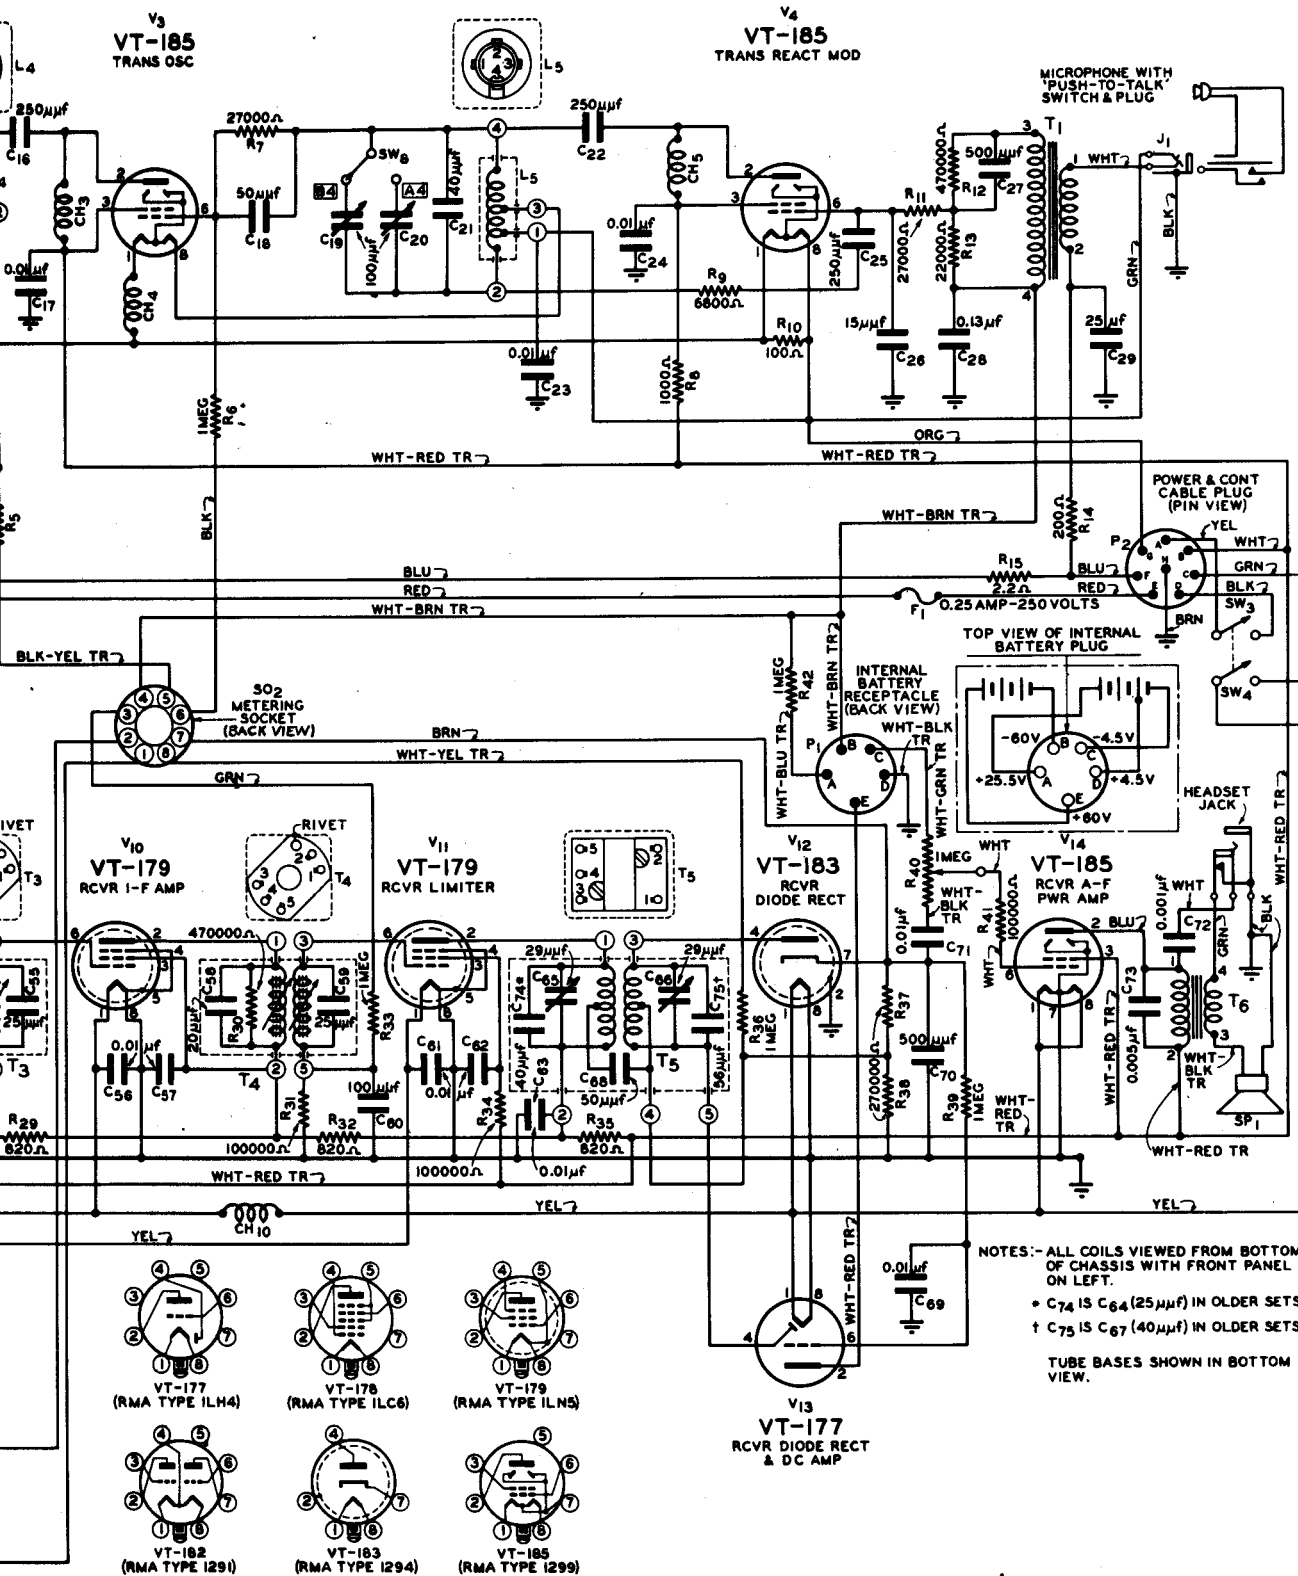 V3
VT-185
TRANS OSC
L4
L5
V4
VT-185
TRANS REACT MOD
MICROPHONE WITH
"PUSH-TO-TALK"
SWITCH & PLUG
250μμf
C16
27000Ω
R7
50μμf
C18
CH3
0.01μf
C17
CH4
SW8
B4
A4
C19
100μμf
C20
40μμf
C21
L5
250μμf
C22
CH5
0.01μf
C24
R9
6800Ω
R10
100Ω
0.01μf
C23
1000Ω
R8
250μμf
C25
R11
27000Ω
470000Ω
R12
500μμf
C27
22000Ω
R13
15μμf
C26
0.13μf
C28
25μf
C29
T1
WHT
J1
BLK
GRN
1MEG
R6
ORG
WHT-RED TR
WHT-RED TR
R5
BLK
WHT-BRN TR
200Ω
R14
POWER & CONT
CABLE PLUG
(PIN VIEW)
P2
YEL
WHT
GRN
BLK
SW3
BRN
SW4
BLU
RED
WHT-BRN TR
R15
2.2Ω
BLU
RED
F1
0.25 AMP-250 VOLTS
BLK-YEL TR
SO2
METERING
SOCKET
(BACK VIEW)
1MEG
R42
WHT-BLU TR
WHT-BRN TR
INTERNAL
BATTERY
RECEPTACLE
(BACK VIEW)
P1
WHT-BLK
TR
WHT-GRN TR
TOP VIEW OF INTERNAL
BATTERY PLUG
-60V
-4.5V
+25.5V
+4.5V
+60V
BRN
WHT-YEL TR
GRN
RIVET
T3
V10
VT-179
RCVR I-F AMP
RIVET
T4
V11
VT-179
RCVR LIMITER
T5
V12
VT-183
RCVR
DIODE RECT
R40
1MEG
WHT
WHT-
BLK
TR
V14
VT-185
RCVR A-F
PWR AMP
HEADSET
JACK
WHT-RED TR
C55
25μμf
T3
470000Ω
C58
20μμf
R30
C59
25μμf
T4
1MEG
R33
0.01μf
C56
C57
100μμf
C60
C61
C62
0.01μf
29μμf
C65
C74*
40μμf
C63
29μμf
C66
C75†
56μμf
C68
50μμf
T5
R36
1MEG
R37
270000Ω
R38
0.01μf
C71
500μμf
C70
R39
1MEG
R41
100000Ω
WHT
BLU
0.001μf
C72
WHT
GRN
BLK
C73
0.005μf
T6
WHT-
BLK
TR
SP1
WHT-RED TR
WHT-
RED
TR
WHT-RED TR
R29
820Ω
R31
100000Ω
R32
820Ω
R34
100000Ω
R35
820Ω
0.01μf
WHT-RED TR
CH10
YEL
YEL
YEL
WHT-RED TR
0.01μf
C69
NOTES:- ALL COILS VIEWED FROM BOTTOM
OF CHASSIS WITH FRONT PANEL
ON LEFT.
* C74 IS C64 (25μμf) IN OLDER SETS
† C75 IS C67 (40μμf) IN OLDER SETS
TUBE BASES SHOWN IN BOTTOM
VIEW.
VT-177
(RMA TYPE 1LH4)
VT-178
(RMA TYPE 1LC6)
VT-179
(RMA TYPE 1LN5)
V13
VT-177
RCVR DIODE RECT
& DC AMP
VT-182
(RMA TYPE 1291)
VT-183
(RMA TYPE 1294)
VT-185
(RMA TYPE 1299)